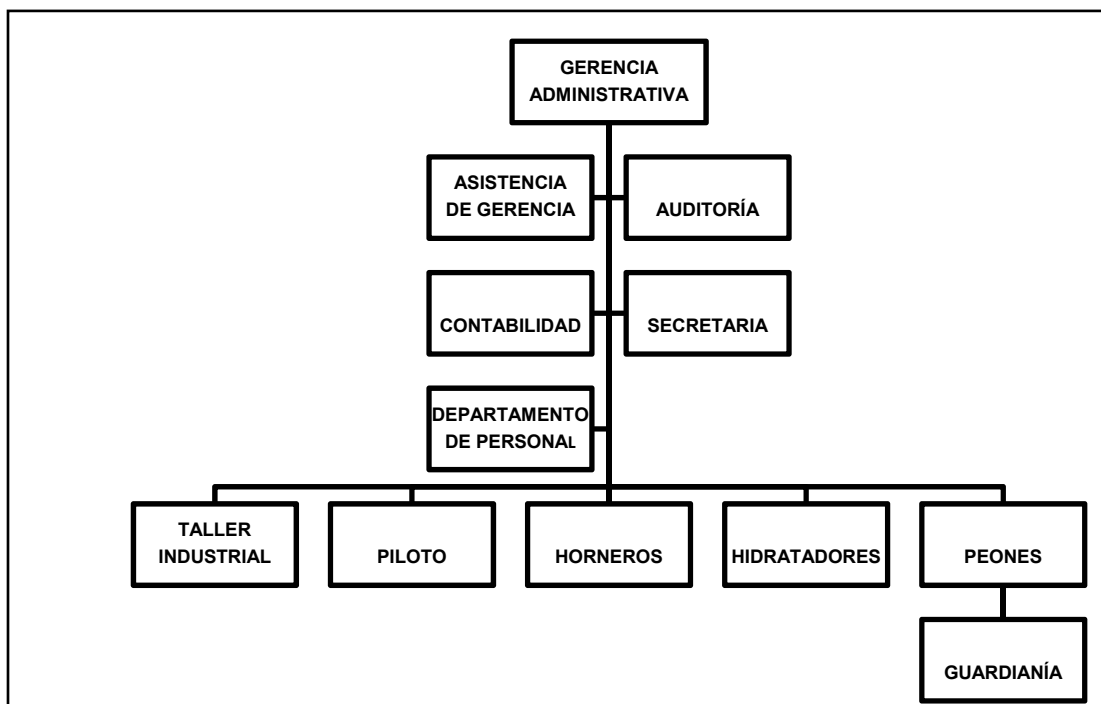 GERENCIA
ADMINISTRATIVA
ASISTENCIA
DE GERENCIA
AUDITORÍA
CONTABILIDAD
SECRETARIA
DEPARTAMENTO
DE PERSONAL
TALLER
INDUSTRIAL
PILOTO
HORNEROS
HIDRATADORES
PEONES
GUARDIANÍA